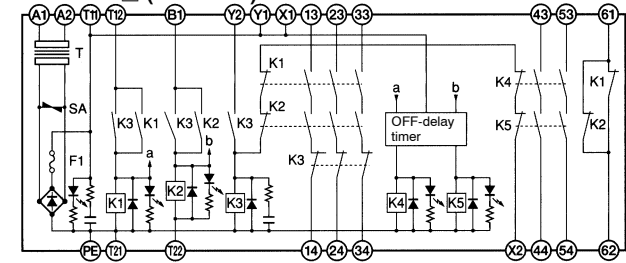 A1 A2 T11 T12 B1 Y2 Y1 X1 13 23 33 43 53 61
T
K1
a b
K4 K1
SA
K3 K1 K3 K2 K3 K2
OFF-delay
timer
K5 K2
F1
a b
K3
K1 K2 K3 K4 K5
PE T21 T22 14 24 34 X2 44 54 62